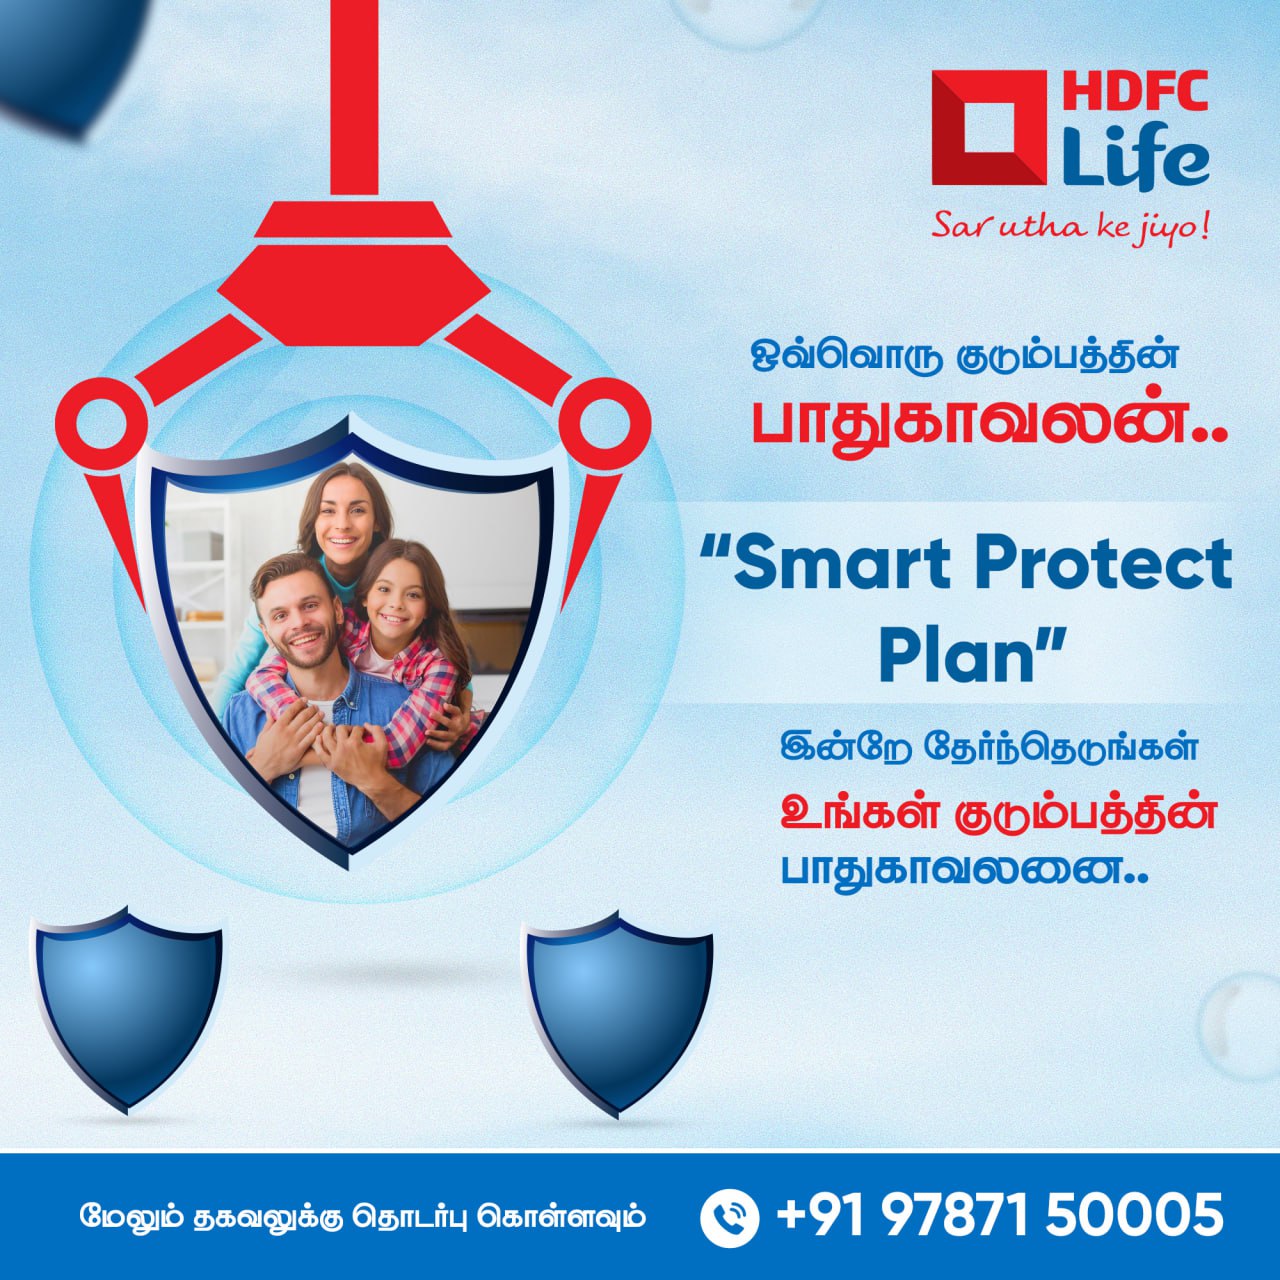 HDFC
Life
Sar utha ke jiyo!
ஒவ்வொரு குடும்பத்தின்
பாதுகாவலன்..
“Smart Protect
Plan”
இன்றே தேர்ந்தெடுங்கள்
உங்கள் குடும்பத்தின்
பாதுகாவலனை..
மேலும் தகவலுக்கு தொடர்பு கொள்ளவும்
+91 97871 50005